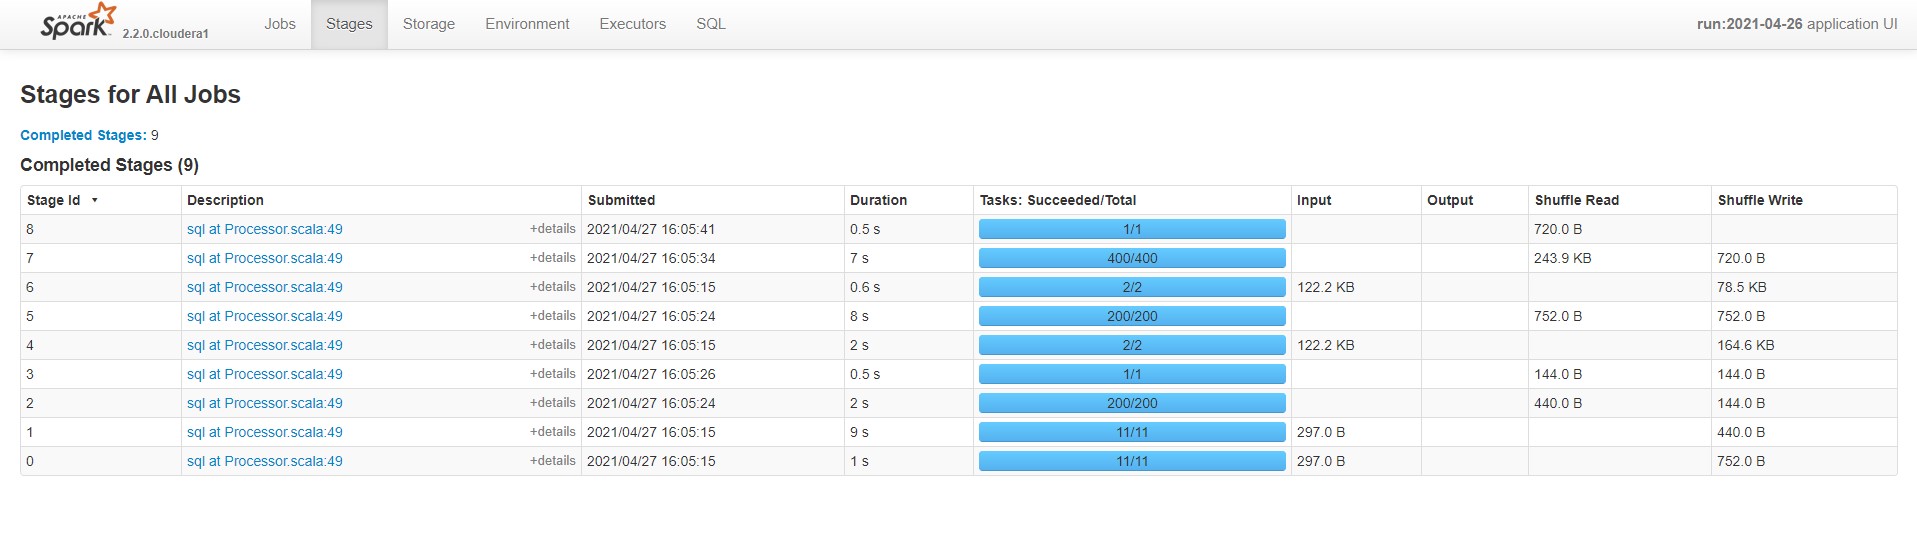 APACHE
Spark 2.2.0.cloudera1 Jobs Stages Storage Environment Executors SQL run:2021-04-26 application UI
Stages for All Jobs
Completed Stages: 9
Completed Stages (9)
Stage Id ▾ Description Submitted Duration Tasks: Succeeded/Total Input Output Shuffle Read Shuffle Write
8 sql at Processor.scala:49 +details 2021/04/27 16:05:41 0.5 s 1/1 720.0 B
7 sql at Processor.scala:49 +details 2021/04/27 16:05:34 7 s 400/400 243.9 KB 720.0 B
6 sql at Processor.scala:49 +details 2021/04/27 16:05:15 0.6 s 2/2 122.2 KB 78.5 KB
5 sql at Processor.scala:49 +details 2021/04/27 16:05:24 8 s 200/200 752.0 B 752.0 B
4 sql at Processor.scala:49 +details 2021/04/27 16:05:15 2 s 2/2 122.2 KB 164.6 KB
3 sql at Processor.scala:49 +details 2021/04/27 16:05:26 0.5 s 1/1 144.0 B 144.0 B
2 sql at Processor.scala:49 +details 2021/04/27 16:05:24 2 s 200/200 440.0 B 144.0 B
1 sql at Processor.scala:49 +details 2021/04/27 16:05:15 9 s 11/11 297.0 B 440.0 B
0 sql at Processor.scala:49 +details 2021/04/27 16:05:15 1 s 11/11 297.0 B 752.0 B